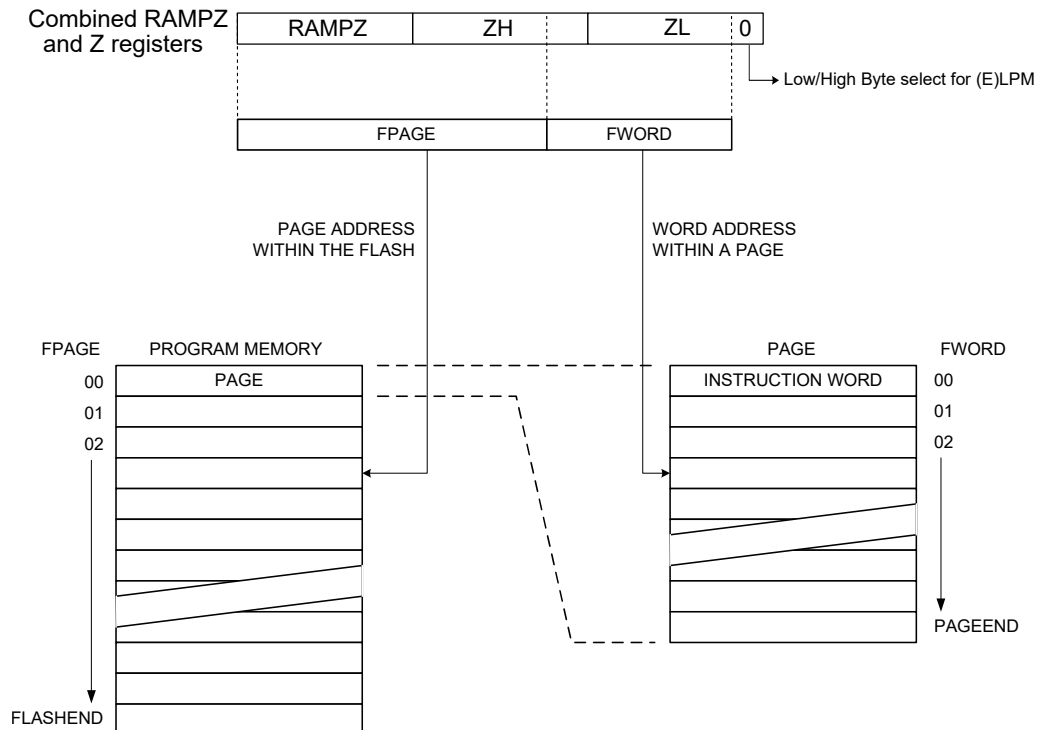 Combined RAMPZ
and Z registers
RAMPZ
ZH
ZL
0
Low/High Byte select for (E)LPM
FPAGE
FWORD
PAGE ADDRESS
WITHIN THE FLASH
WORD ADDRESS
WITHIN A PAGE
FPAGE
PROGRAM MEMORY
00
PAGE
01
02
FLASHEND
PAGE
FWORD
INSTRUCTION WORD
00
01
02
PAGEEND